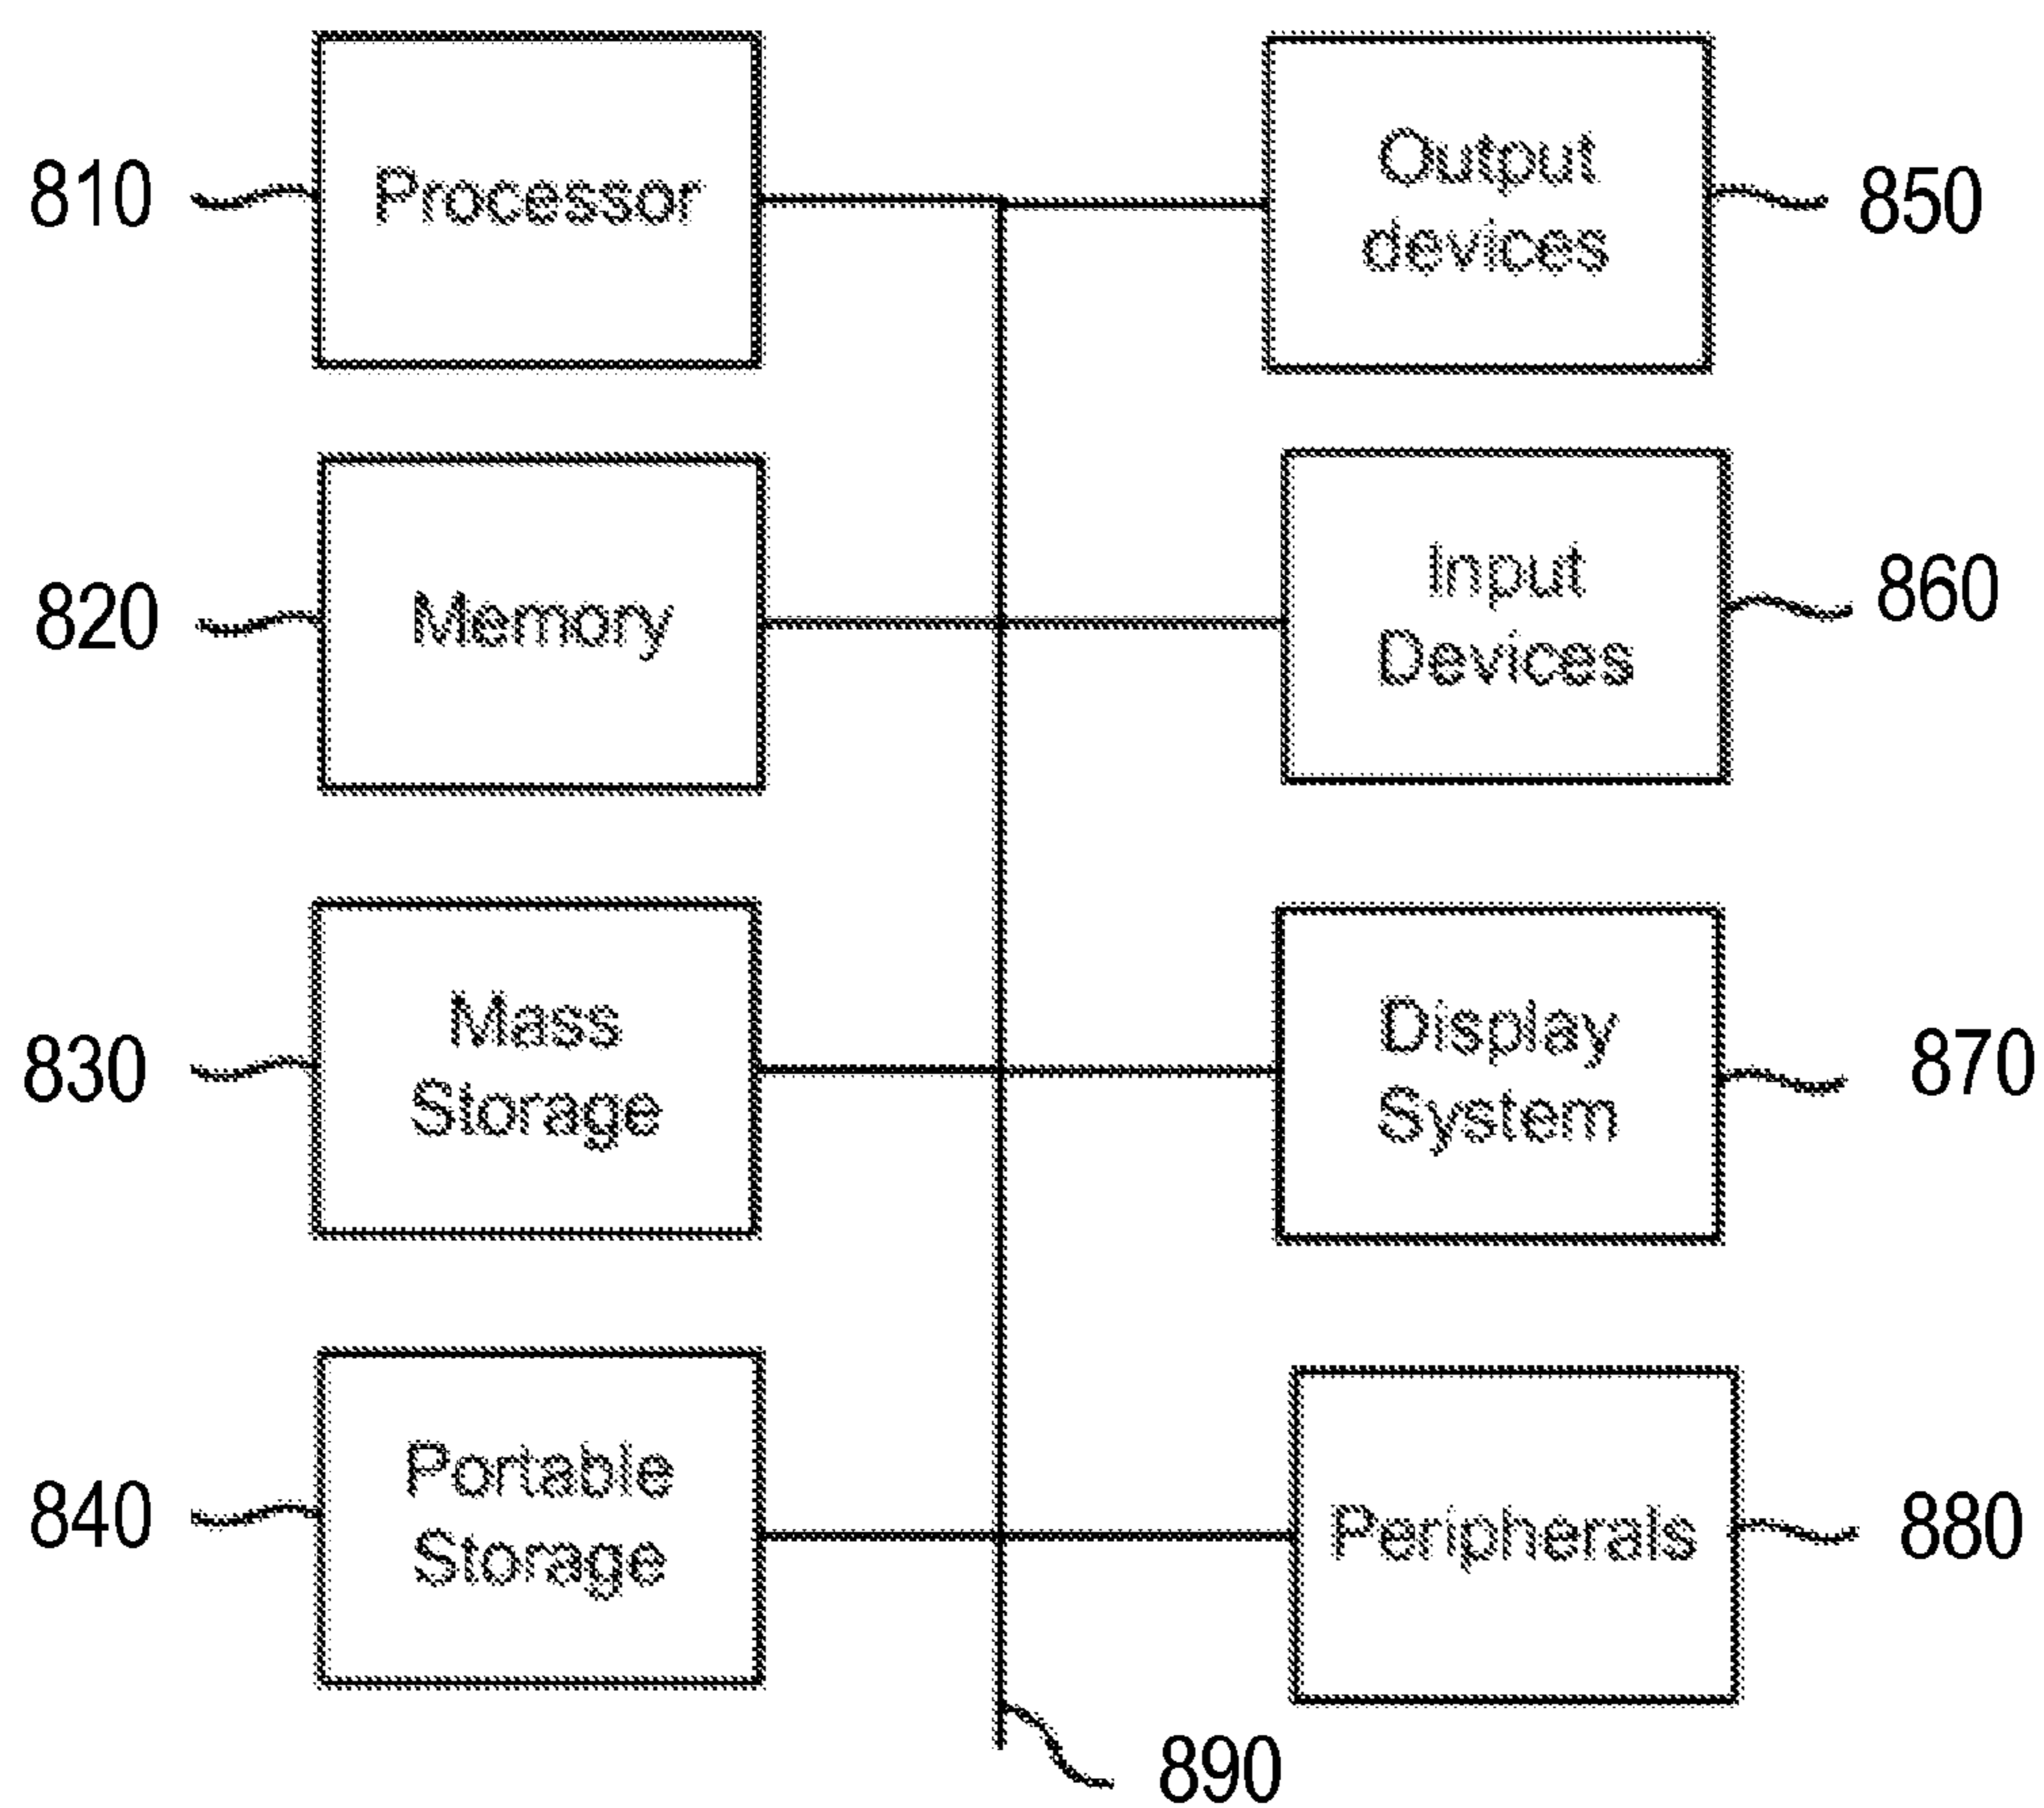 810
Processor
Output
devices
850
820
Memory
Input
Devices
860
830
Mass
Storage
Display
System
870
840
Portable
Storage
Peripherals
880
890